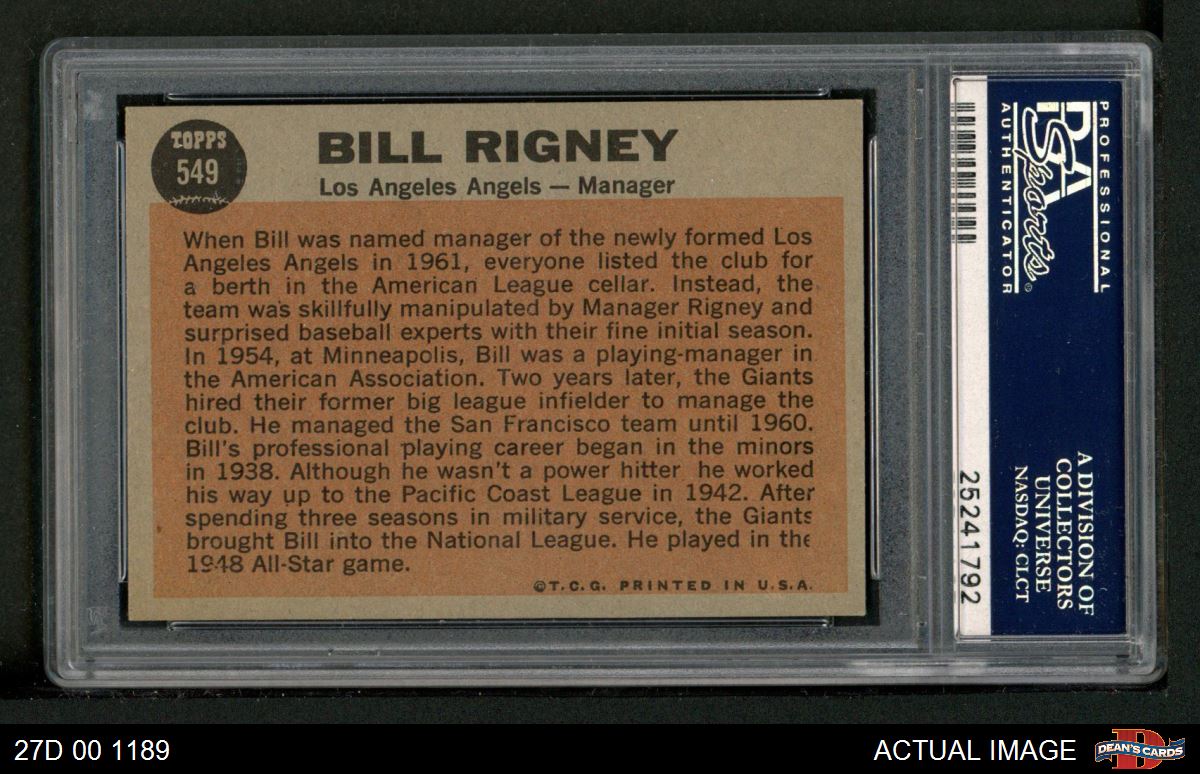 TOPPS
549
BILL RIGNEY
Los Angeles Angels — Manager
When Bill was named manager of the newly formed Los
Angeles Angels in 1961, everyone listed the club for
a berth in the American League cellar. Instead, the
team was skillfully manipulated by Manager Rigney and
surprised baseball experts with their fine initial season.
In 1954, at Minneapolis, Bill was a playing-manager in
the American Association. Two years later, the Giants
hired their former big league infielder to manage the
club. He managed the San Francisco team until 1960.
Bill's professional playing career began in the minors
in 1938. Although he wasn't a power hitter he worked
his way up to the Pacific Coast League in 1942. After
spending three seasons in military service, the Giants
brought Bill into the National League. He played in the
1948 All-Star game.
©T.C.G. PRINTED IN U.S.A.
PROFESSIONAL
PSA
Sports
AUTHENTICATOR
®
A DIVISION OF
COLLECTORS
UNIVERSE
NASDAQ: CLCT
25241792
27D 00 1189
ACTUAL IMAGE
DEAN'S CARDS